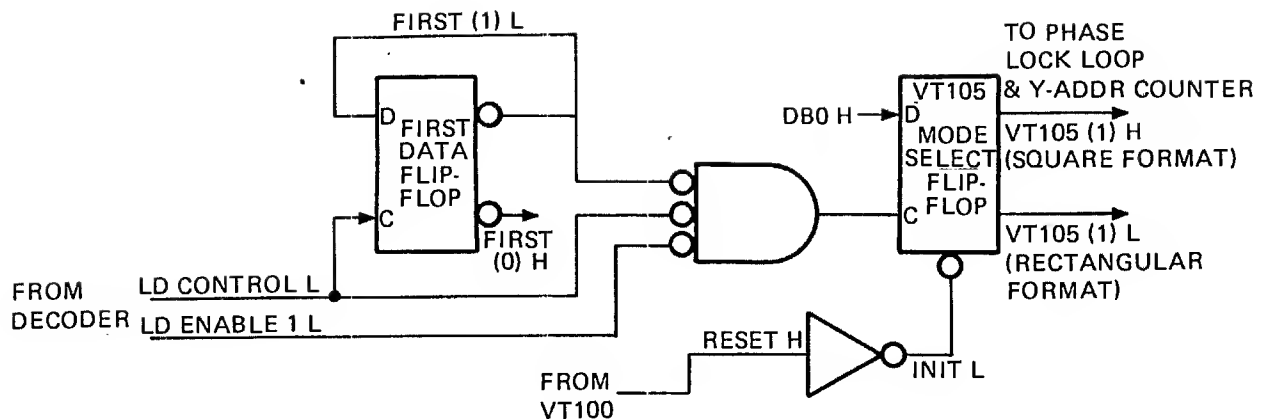 FIRST (1) L
D
FIRST
DATA
FLIP-
FLOP
C
FIRST
(0) H
FROM
DECODER
LD CONTROL L
LD ENABLE 1 L
DB0 H
VT105
D
MODE
SELECT
FLIP-
FLOP
C
TO PHASE
LOCK LOOP
& Y-ADDR COUNTER
VT105 (1) H
(SQUARE FORMAT)
VT105 (1) L
(RECTANGULAR
FORMAT)
RESET H
INIT L
FROM
VT100